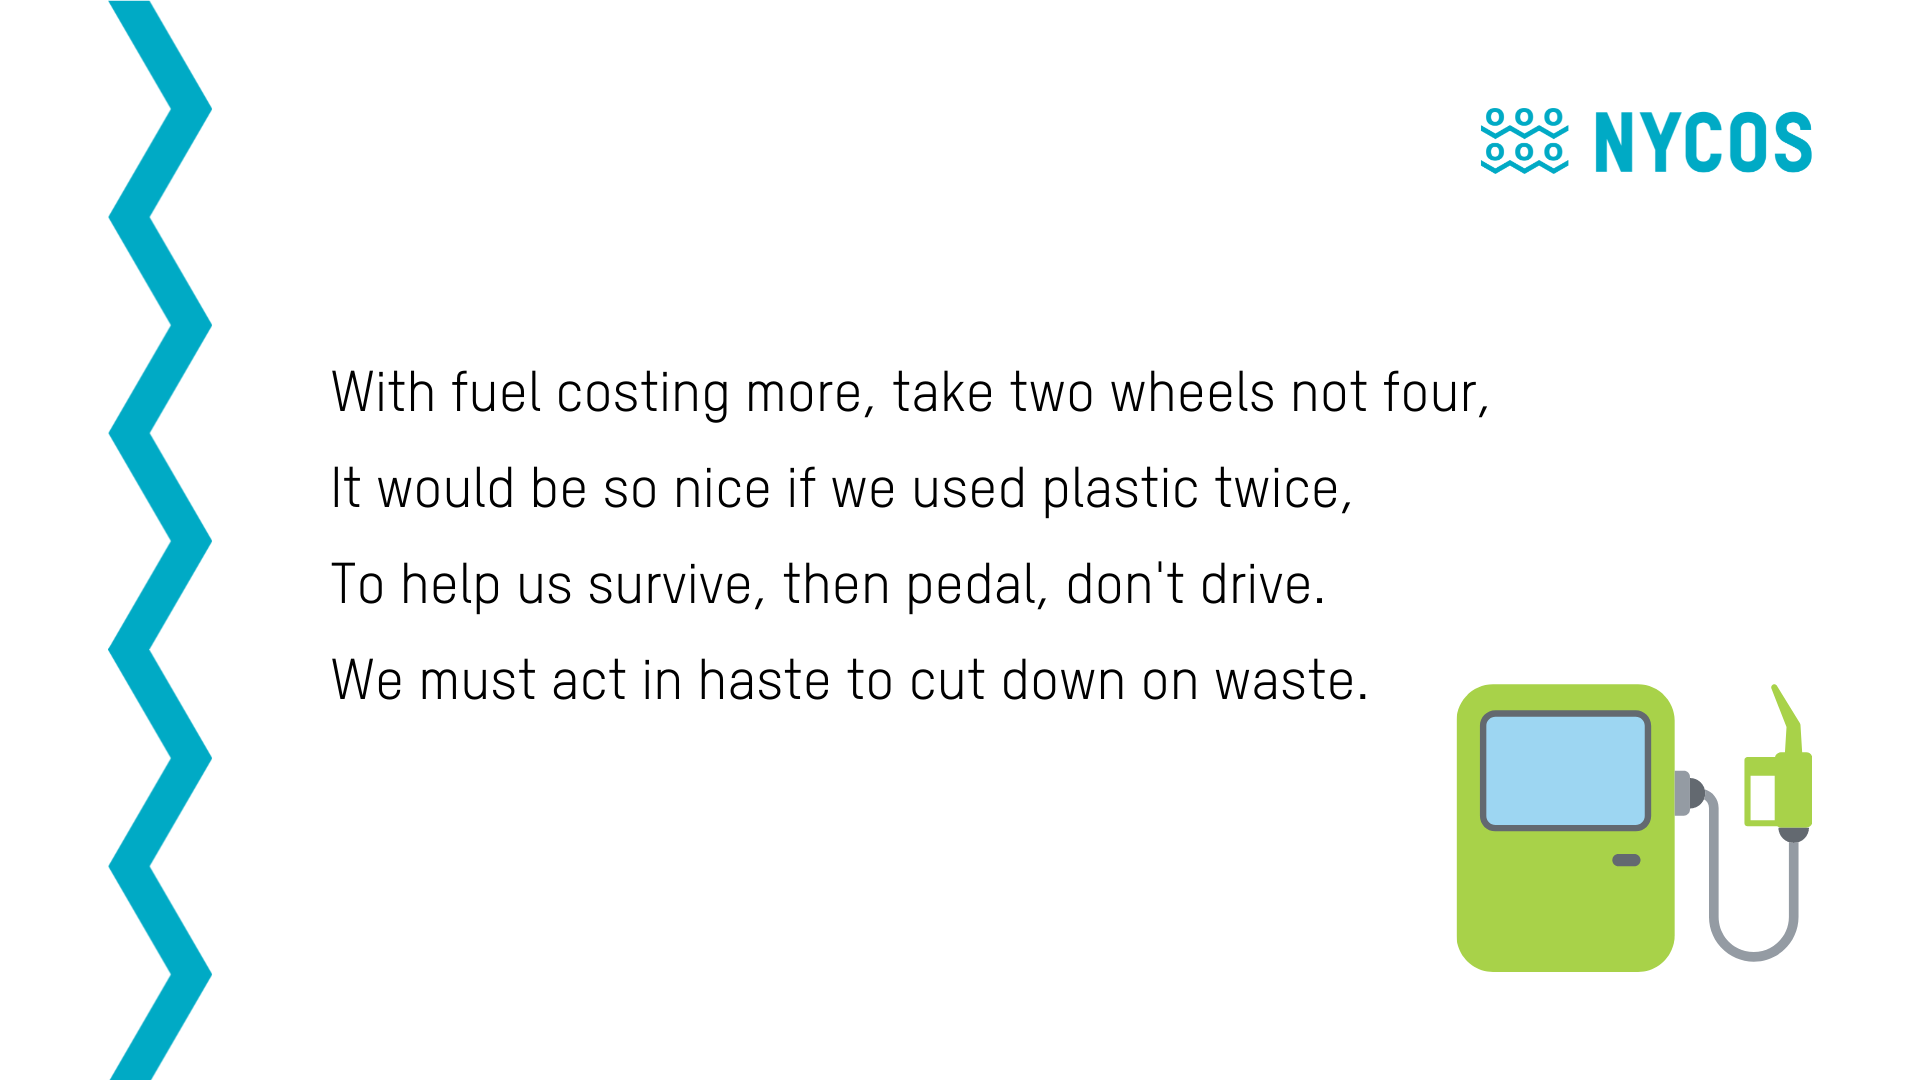 NYCOS
With fuel costing more, take two wheels not four,
It would be so nice if we used plastic twice,
To help us survive, then pedal, don't drive.
We must act in haste to cut down on waste.